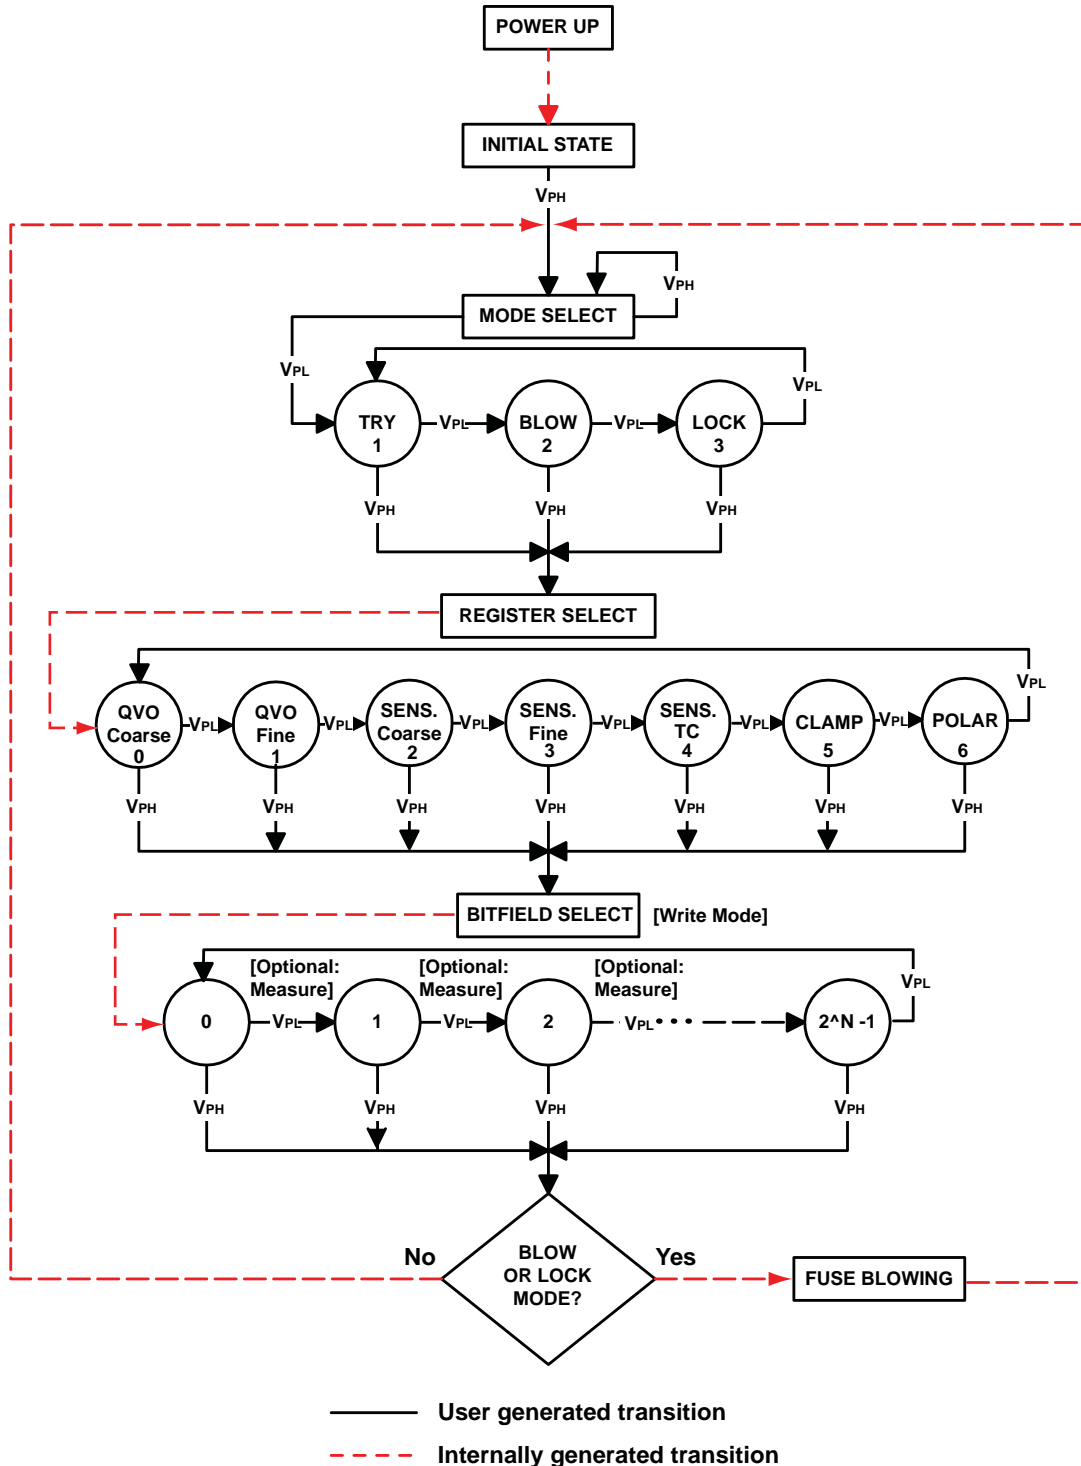 POWER UP
INITIAL STATE
VPH
VPH
MODE SELECT
VPL
VPL
TRY
1
VPL
BLOW
2
VPL
LOCK
3
VPH
VPH
VPH
REGISTER SELECT
VPL
QVO
Coarse
0
VPL
QVO
Fine
1
VPL
SENS.
Coarse
2
VPL
SENS.
Fine
3
VPL
SENS.
TC
4
VPL
CLAMP
5
VPL
POLAR
6
VPH
VPH
VPH
VPH
VPH
VPH
VPH
BITFIELD SELECT
[Write Mode]
[Optional:
Measure]
[Optional:
Measure]
[Optional:
Measure]
VPL
0
VPL
1
VPL
2
VPL
2^N -1
VPH
VPH
VPH
VPH
No
BLOW
OR LOCK
MODE?
Yes
FUSE BLOWING
User generated transition
Internally generated transition